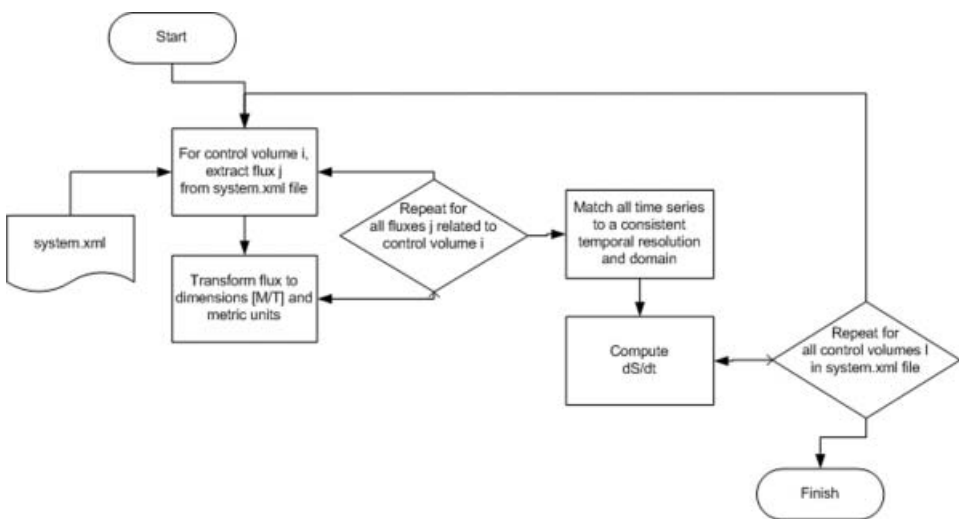 Start
For control volume i,
extract flux j
from system.xml file
system.xml
Transform flux to
dimensions [M/T] and
metric units
Repeat for
all fluxes j related to
control volume i
Match all time series
to a consistent
temporal resolution
and domain
Compute
dS/dt
Repeat for
all control volumes I
in system.xml file
Finish